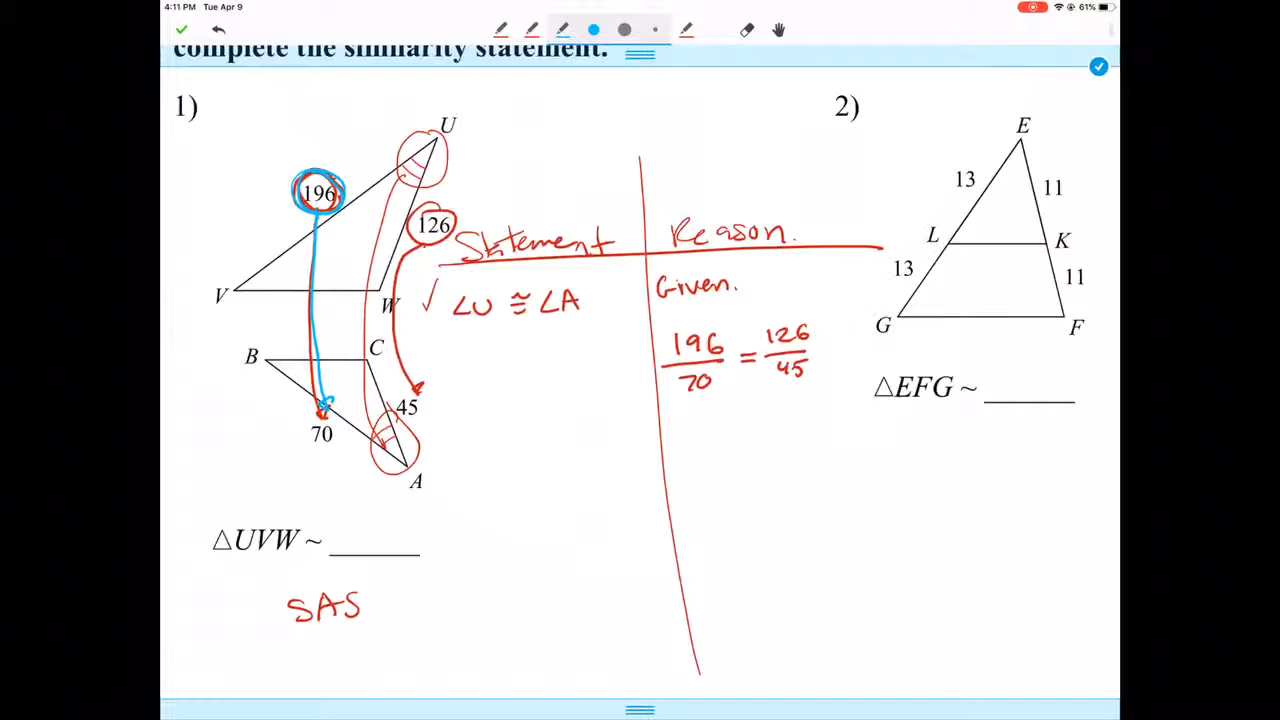 4:11 PM Tue Apr 9
61%
complete the similarity statement.
1)
U
196
126
V
W
B
C
45
70
A
△UVW ~ ______
SAS
Statement
Reason.
✓ ∠U ≅ ∠A
Given.
196/70 = 126/45
2)
E
13
11
L
K
13
11
G
F
△EFG ~ ______